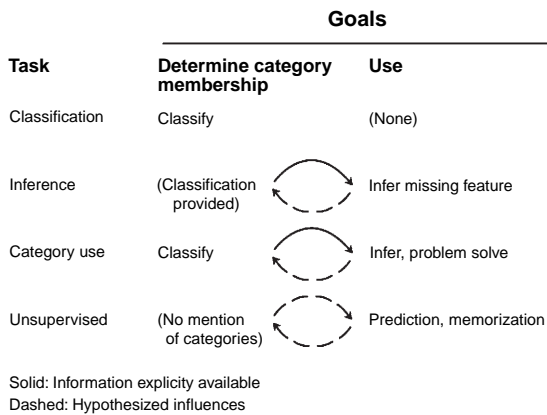 Goals
Task Determine category membership Use
Classification Classify (None)
Inference (Classification provided) Infer missing feature
Category use Classify Infer, problem solve
Unsupervised (No mention of categories) Prediction, memorization
Solid: Information explicity available
Dashed: Hypothesized influences